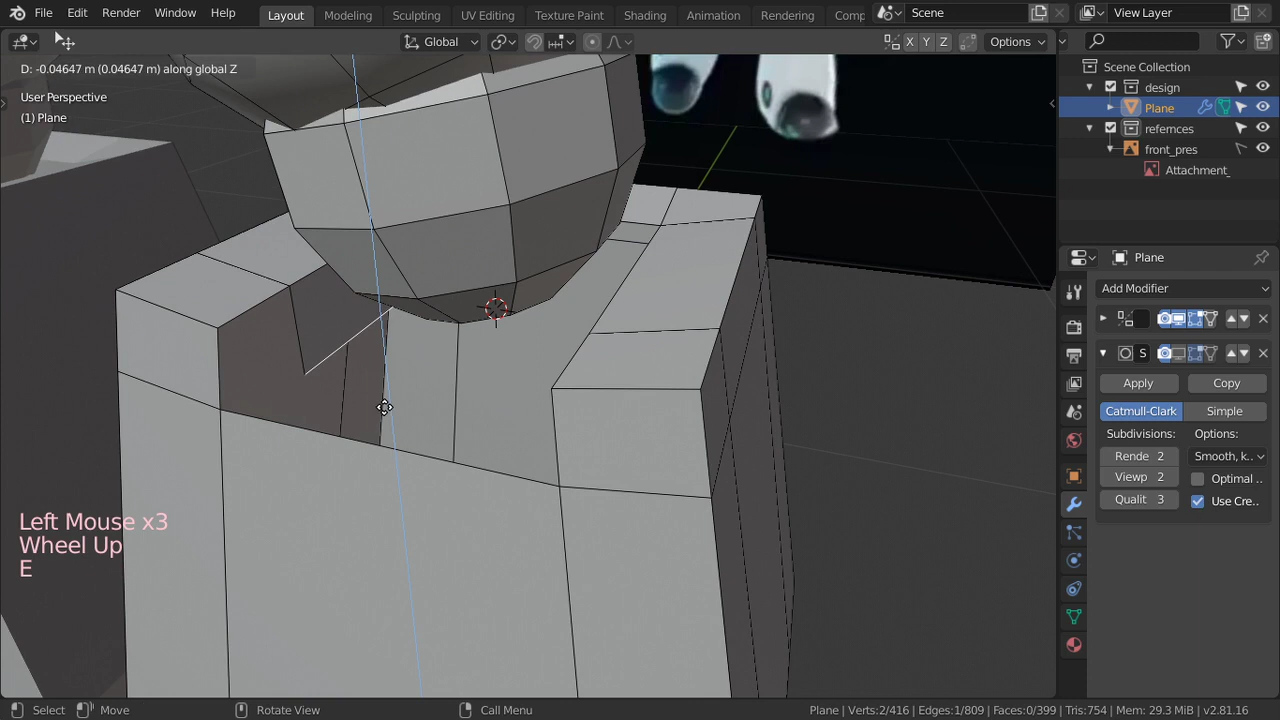 File Edit Render Window Help Layout Modeling Sculpting UV Editing Texture Paint Shading Animation Rendering Comp Scene View Layer
Global X Y Z Options
D: -0.04647 m (0.04647 m) along global Z
User Perspective
(1) Plane
Scene Collection
design
Plane
refernces
front_pres
Attachment_
Plane
Add Modifier
S
Apply Copy
Catmull-Clark Simple
Subdivisions: Options:
Rende 2 Smooth, k..
Viewp 2 Optimal ..
Qualit 3 Use Cre..
Left Mouse x3
Wheel Up
E
Select Move Rotate View Call Menu Plane | Verts:2/416 | Edges:1/809 | Faces:0/399 | Tris:754 | Mem: 29.3 MiB | v2.81.16